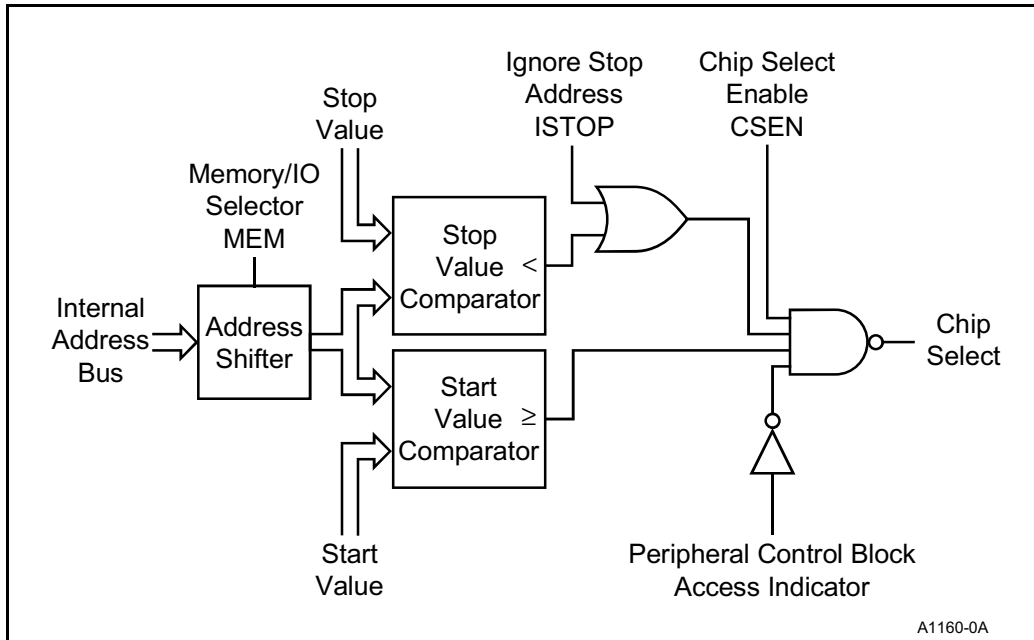 Ignore Stop
Address
ISTOP
Chip Select
Enable
CSEN
Stop
Value
Memory/IO
Selector
MEM
Internal
Address
Bus
Address
Shifter
Stop
Value <
Comparator
Start
Value ≥
Comparator
Chip
Select
Start
Value
Peripheral Control Block
Access Indicator
A1160-0A